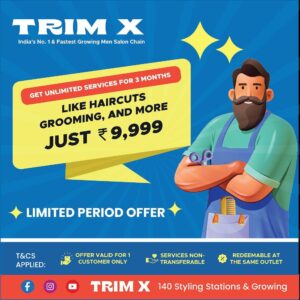 TRIM X
India's No. 1 & Fastest Growing Men Salon Chain
GET UNLIMITED SERVICES FOR 3 MONTHS
LIKE HAIRCUTS
GROOMING, AND MORE
JUST ₹ 9,999
LIMITED PERIOD OFFER
T&CS
APPLIED:
OFFER VALID FOR 1
CUSTOMER ONLY
SERVICES NON-
TRANSFERABLE
REDEEMABLE AT
THE SAME OUTLET
TRIM X 140 Styling Stations & Growing